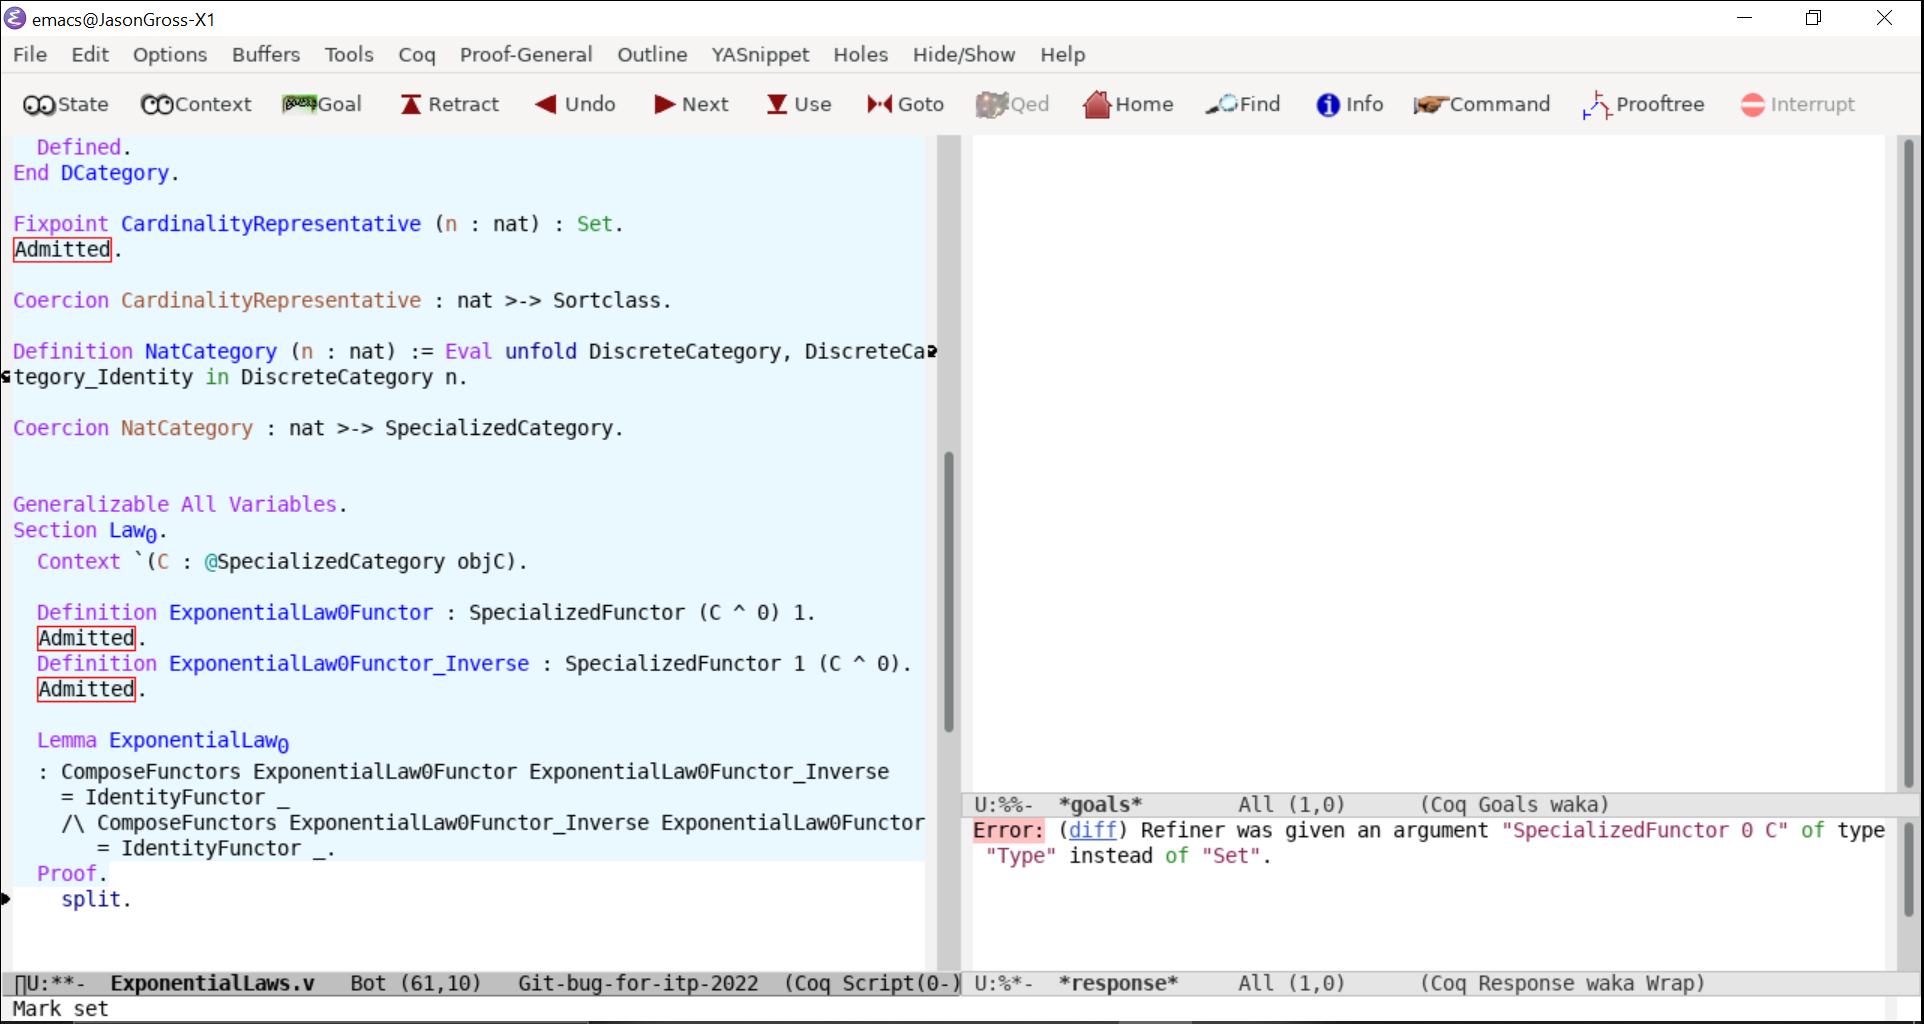 emacs@JasonGross-X1
File Edit Options Buffers Tools Coq Proof-General Outline YASnippet Holes Hide/Show Help
State Context Goal Retract Undo Next Use Goto Qed Home Find Info Command Prooftree Interrupt
Defined.
End DCategory.
Fixpoint CardinalityRepresentative (n : nat) : Set.
Admitted.
Coercion CardinalityRepresentative : nat >-> Sortclass.
Definition NatCategory (n : nat) := Eval unfold DiscreteCategory, DiscreteCa
tegory_Identity in DiscreteCategory n.
Coercion NatCategory : nat >-> SpecializedCategory.
Generalizable All Variables.
Section Law0.
Context `(C : @SpecializedCategory objC).
Definition ExponentialLaw0Functor : SpecializedFunctor (C ^ 0) 1.
Admitted.
Definition ExponentialLaw0Functor_Inverse : SpecializedFunctor 1 (C ^ 0).
Admitted.
Lemma ExponentialLaw0
: ComposeFunctors ExponentialLaw0Functor ExponentialLaw0Functor_Inverse
= IdentityFunctor _
/\ ComposeFunctors ExponentialLaw0Functor_Inverse ExponentialLaw0Functor
= IdentityFunctor _.
Proof.
split.
U:**- ExponentialLaws.v Bot (61,10) Git-bug-for-itp-2022 (Coq Script(0-)
U:%%- *goals* All (1,0) (Coq Goals waka)
Error: (diff) Refiner was given an argument "SpecializedFunctor 0 C" of type
"Type" instead of "Set".
U:%*- *response* All (1,0) (Coq Response waka Wrap)
Mark set